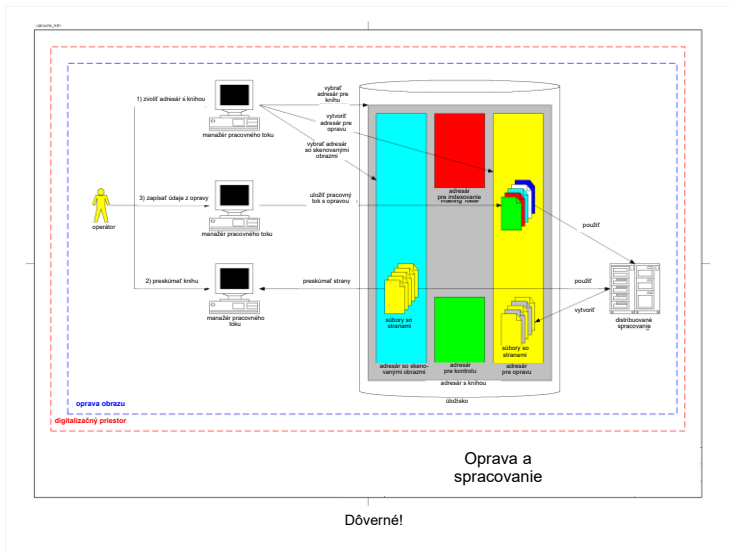 1) zvoliť adresár s knihou
manažér pracovného toku
vybrať
adresár pre
knihu
vytvoriť
adresár pre
opravu
vybrať adresár
so skenovanými
obrazmi
3) zapísať údaje z opravy
operátor
manažér pracovného toku
uložiť pracovný
tok s opravou
adresár
pre indexovanie
použiť
2) preskúmať knihu
manažér pracovného
toku
preskúmať strany
použiť
vytvoriť
distribuované
spracovanie
súbory so
stranami
súbory so
stranami
adresár so skeno-
vanými obrazmi
adresár
pre kontrolu
adresár
pre opravu
adresár s knihou
úložisko
oprava obrazu
digitalizačný priestor
Oprava a
spracovanie
Dôverné!